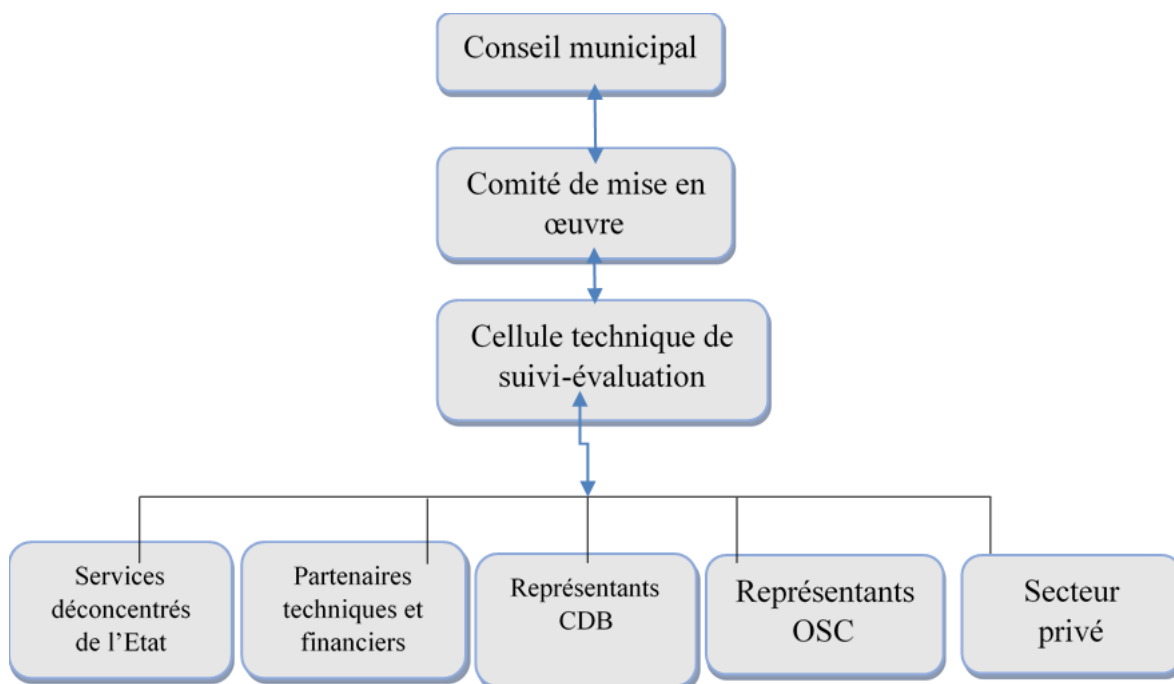 Conseil municipal
Comité de mise en
œuvre
Cellule technique de
suivi-évaluation
Services
déconcentrés
de l’Etat
Partenaires
techniques et
financiers
Représentants
CDB
Représentants
OSC
Secteur
privé